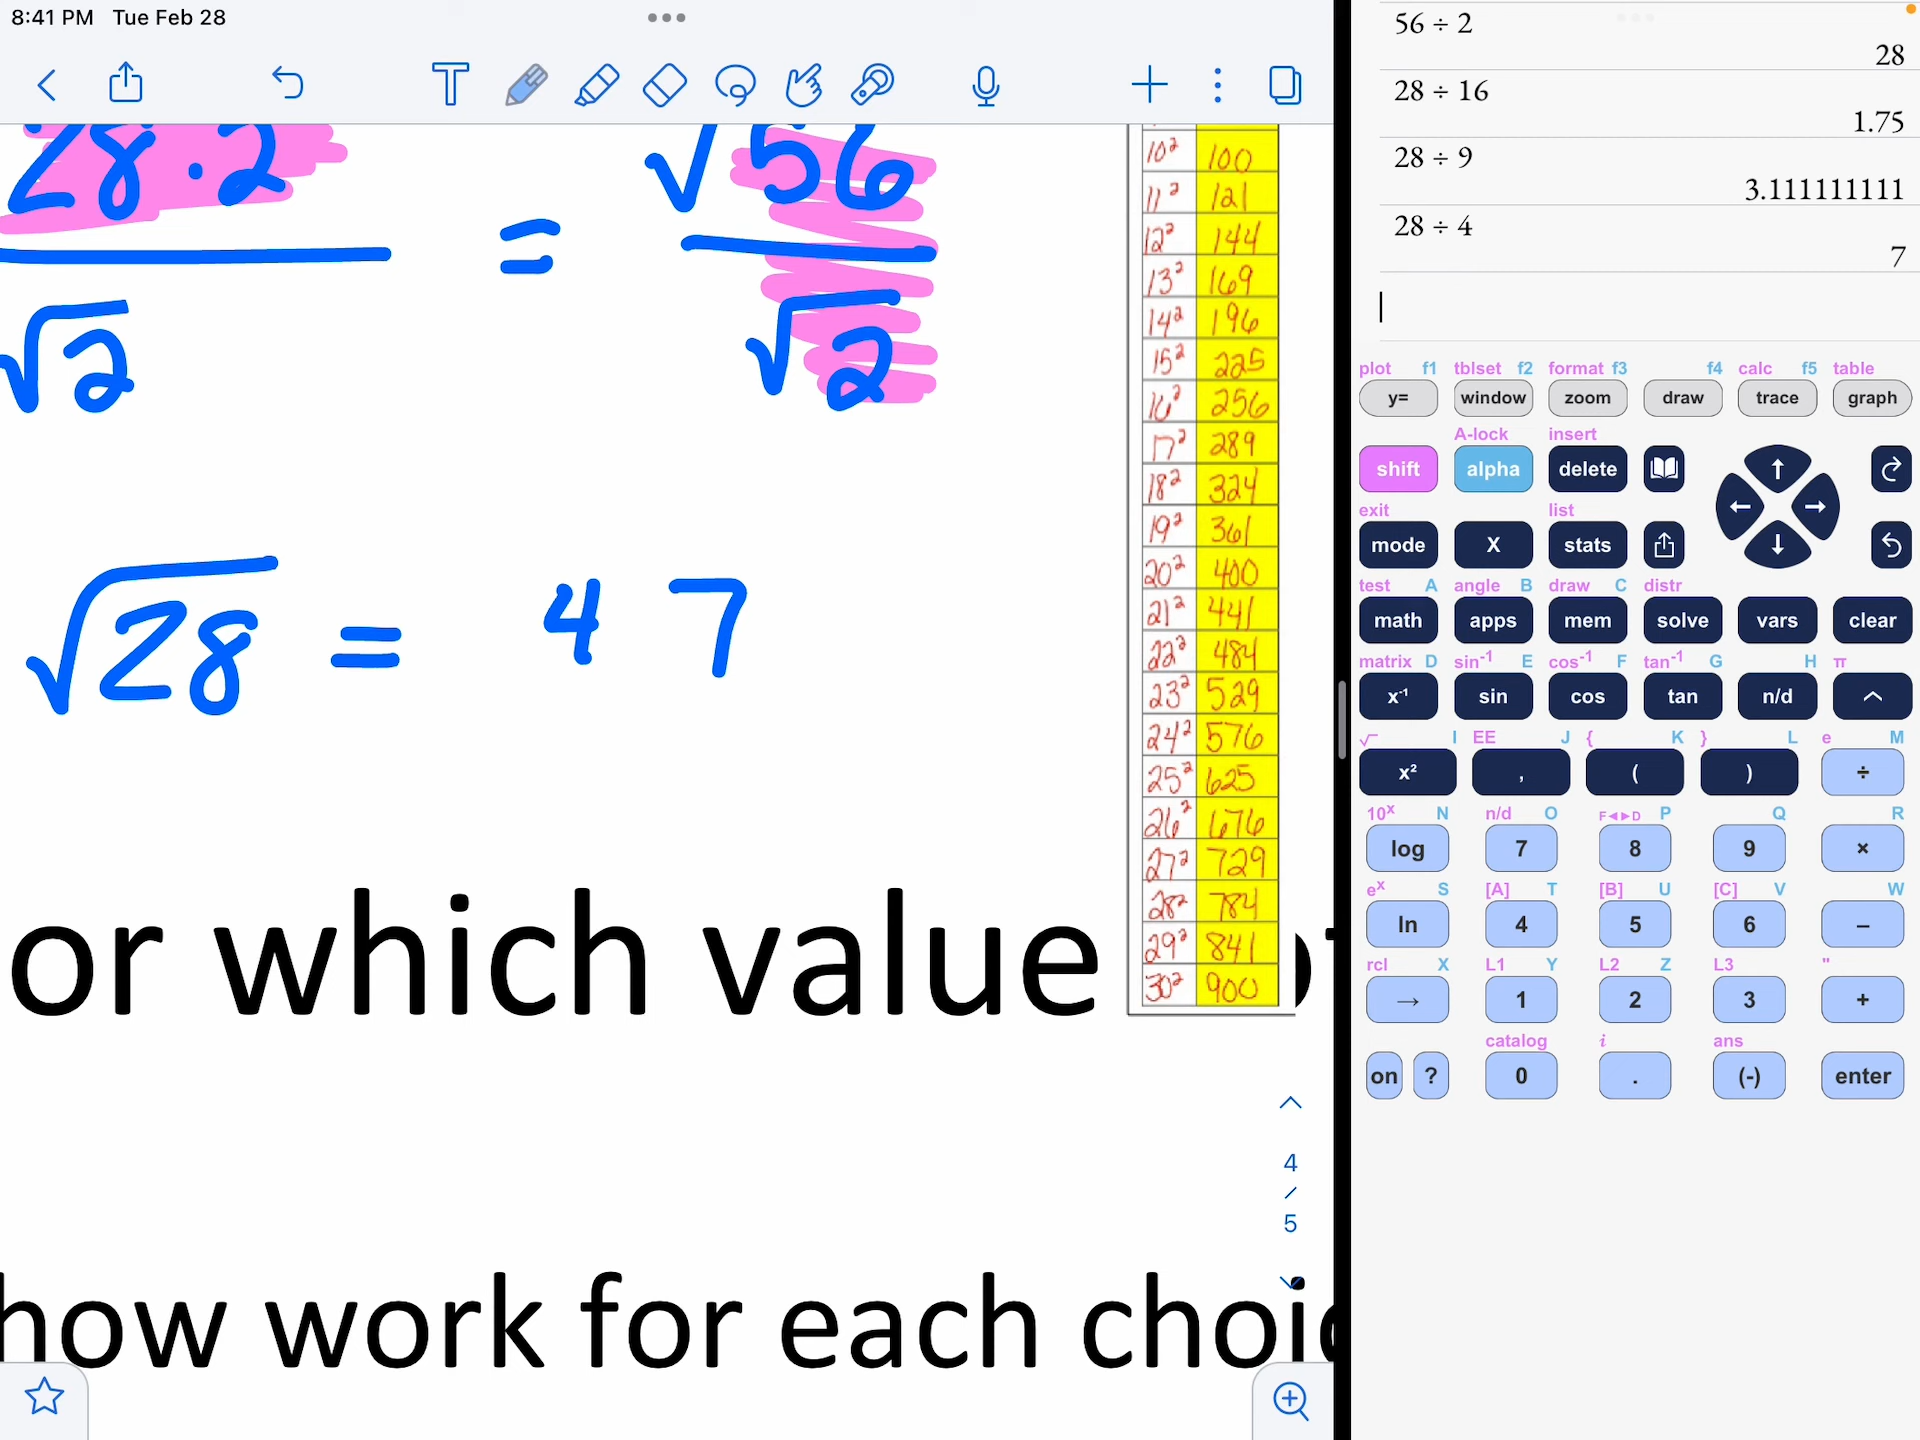 8:41 PM Tue Feb 28
T
28 · 2 = √56
√2 √2
√28 = 4 7
or which value
how work for each choic
4
/
5
10² 100
11² 121
12² 144
13² 169
14² 196
15² 225
16² 256
17² 289
18² 324
19² 361
20² 400
21² 441
22² 484
23² 529
24² 576
25² 625
26² 676
27² 729
28² 784
29² 841
30² 900
56 ÷ 2
28
28 ÷ 16
1.75
28 ÷ 9
3.111111111
28 ÷ 4
7
plot f1 tblset f2 format f3 f4 calc f5 table
y= window zoom draw trace graph
A-lock insert
shift alpha delete
exit list
mode X stats
test A angle B draw C distr
math apps mem solve vars clear
matrix D sin⁻¹ E cos⁻¹ F tan⁻¹ G H π
x⁻¹ sin cos tan n/d ^
√ I EE J { K } L e M
x² , ( ) ÷
10ˣ N n/d O F◄►D P Q R
log 7 8 9 ×
eˣ S [A] T [B] U [C] V W
ln 4 5 6 −
rcl X L1 Y L2 Z L3 "
→ 1 2 3 +
catalog i ans
on ? 0 . (-) enter